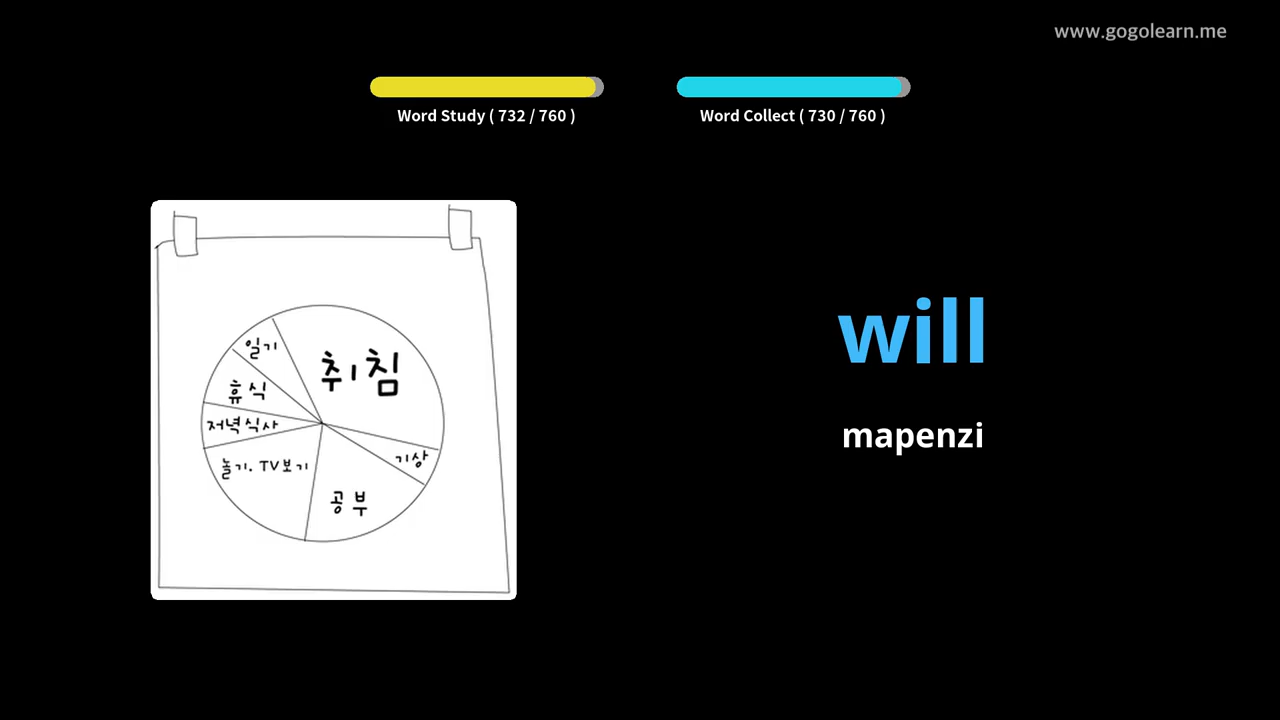 www.gogolearn.me
Word Study ( 732 / 760 )
Word Collect ( 730 / 760 )
일기
취침
휴식
저녁식사
놀기. TV보기
기상
공부
will
mapenzi